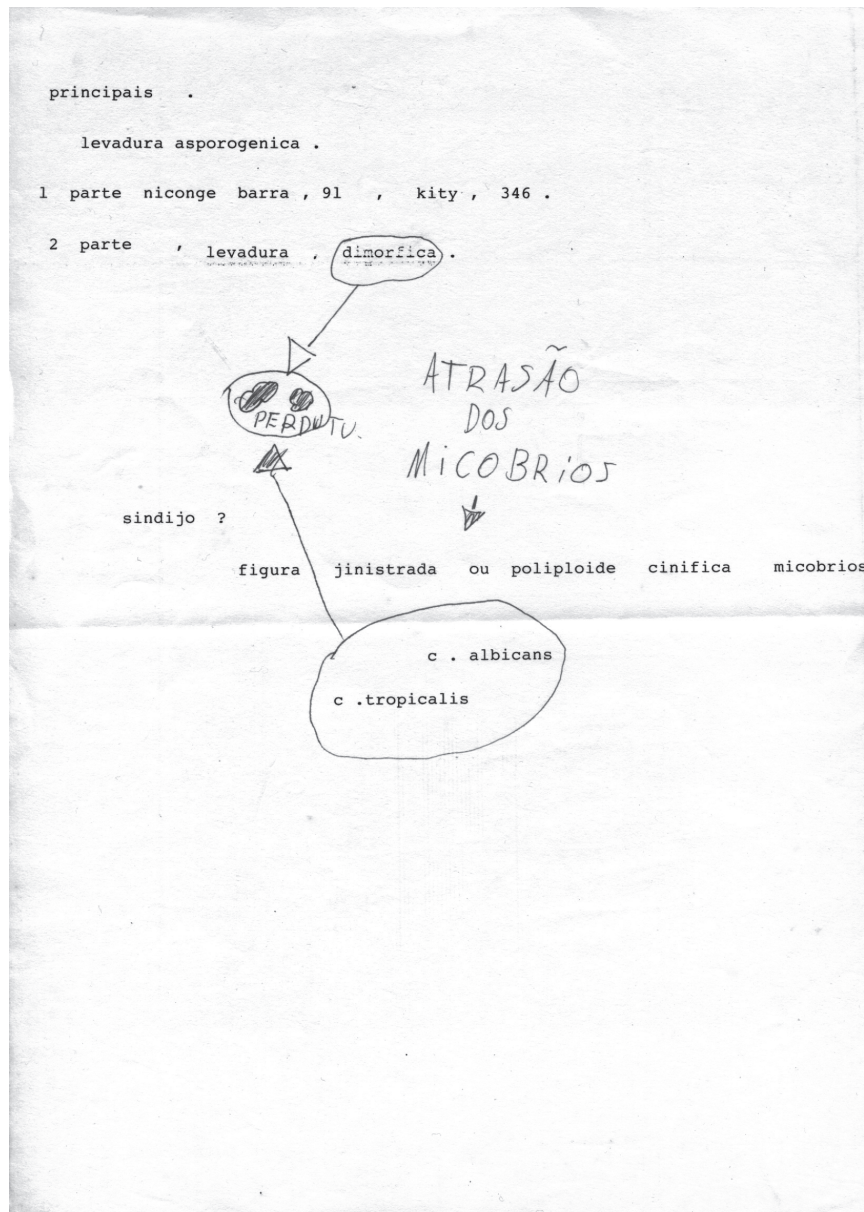 principais .
levadura asporogenica .
1 parte niconge barra , 91 , kity , 346 .
2 parte , levadura . dimorfica .
ATRASÃO
DOS
PERDUTU.
MiCOBRiOS
sindijo ?
figura jinistrada ou poliploide cinifica micobrios
c . albicans
c .tropicalis